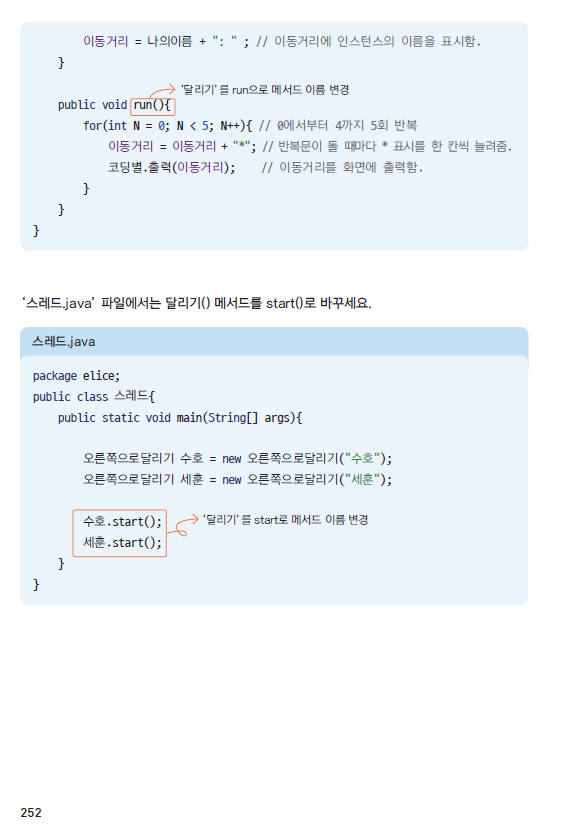 이동거리 = 나의이름 + ": " ; // 이동거리에 인스턴스의 이름을 표시함.
}
'달리기'를 run으로 메서드 이름 변경
public void run(){
for(int N = 0; N < 5; N++){ // 0에서부터 4까지 5회 반복
이동거리 = 이동거리 + "*"; // 반복문이 돌 때마다 * 표시를 한 칸씩 늘려줌.
코딩별.출력(이동거리); // 이동거리를 화면에 출력함.
}
}
}
'스레드.java' 파일에서는 달리기() 메서드를 start()로 바꾸세요.
스레드.java
package elice;
public class 스레드{
public static void main(String[] args){
오른쪽으로달리기 수호 = new 오른쪽으로달리기("수호");
오른쪽으로달리기 세훈 = new 오른쪽으로달리기("세훈");
수호.start(); '달리기'를 start로 메서드 이름 변경
세훈.start();
}
}
252